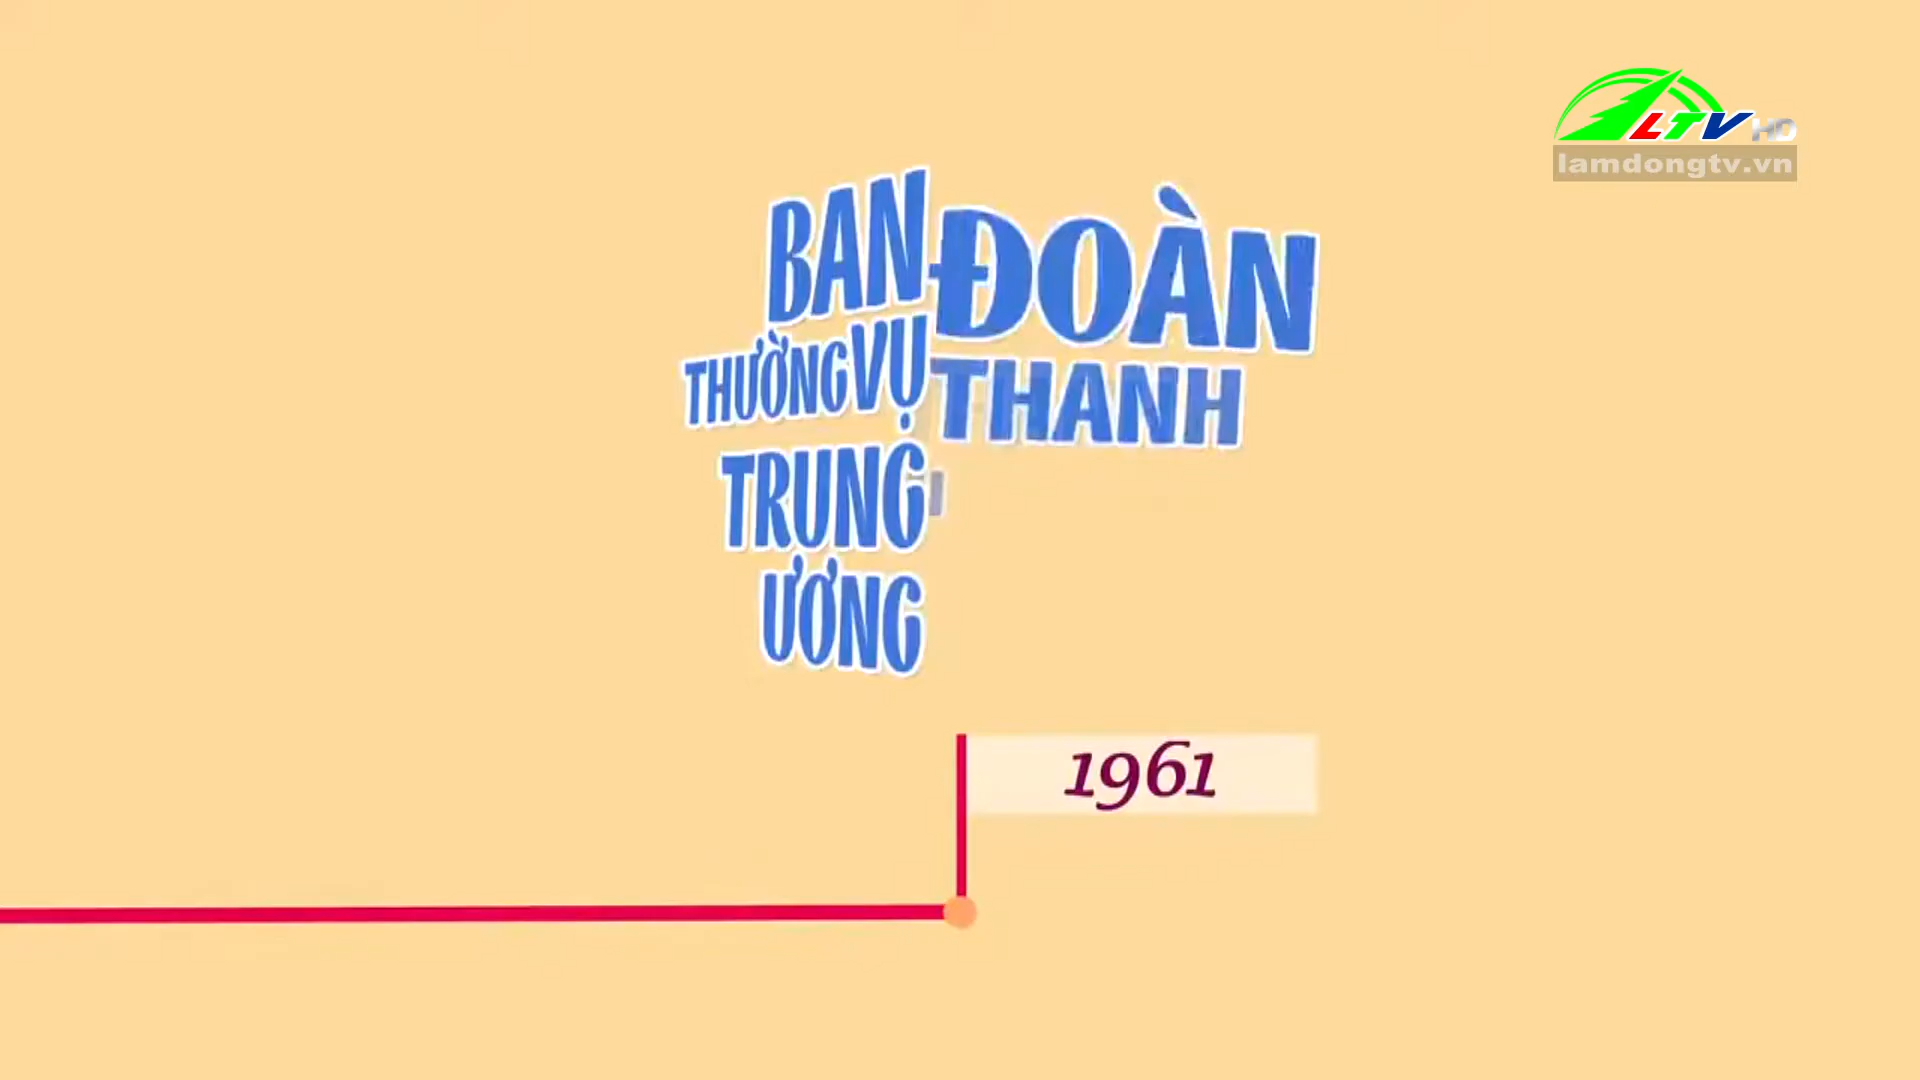 LTV HD
lamdongtv.vn
BAN
THƯỜNG VỤ
TRUNG
ƯƠNG
ĐOÀN
THANH
1961